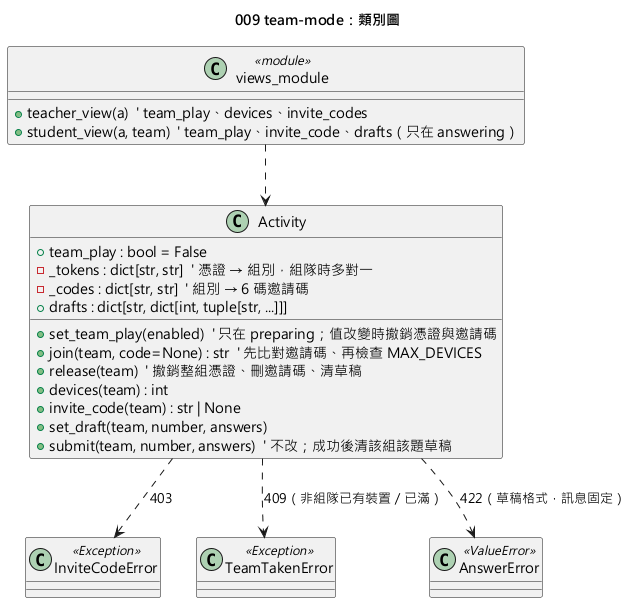 009 team-mode：類別圖
C
«module»
views_module
teacher_view(a) ' team_play、devices、invite_codes
student_view(a, team) ' team_play、invite_code、drafts（只在 answering）
C
Activity
team_play : bool = False
_tokens : dict[str, str] ' 憑證 → 組別，組隊時多對一
_codes : dict[str, str] ' 組別 → 6 碼邀請碼
drafts : dict[str, dict[int, tuple[str, ...]]]
set_team_play(enabled) ' 只在 preparing；值改變時撤銷憑證與邀請碼
join(team, code=None) : str ' 先比對邀請碼、再檢查 MAX_DEVICES
release(team) ' 撤銷整組憑證、刪邀請碼、清草稿
devices(team) : int
invite_code(team) : str | None
set_draft(team, number, answers)
submit(team, number, answers) ' 不改；成功後清該組該題草稿
403
409（非組隊已有裝置 / 已滿）
422（草稿格式，訊息固定）
C
«Exception»
InviteCodeError
C
«Exception»
TeamTakenError
C
«ValueError»
AnswerError